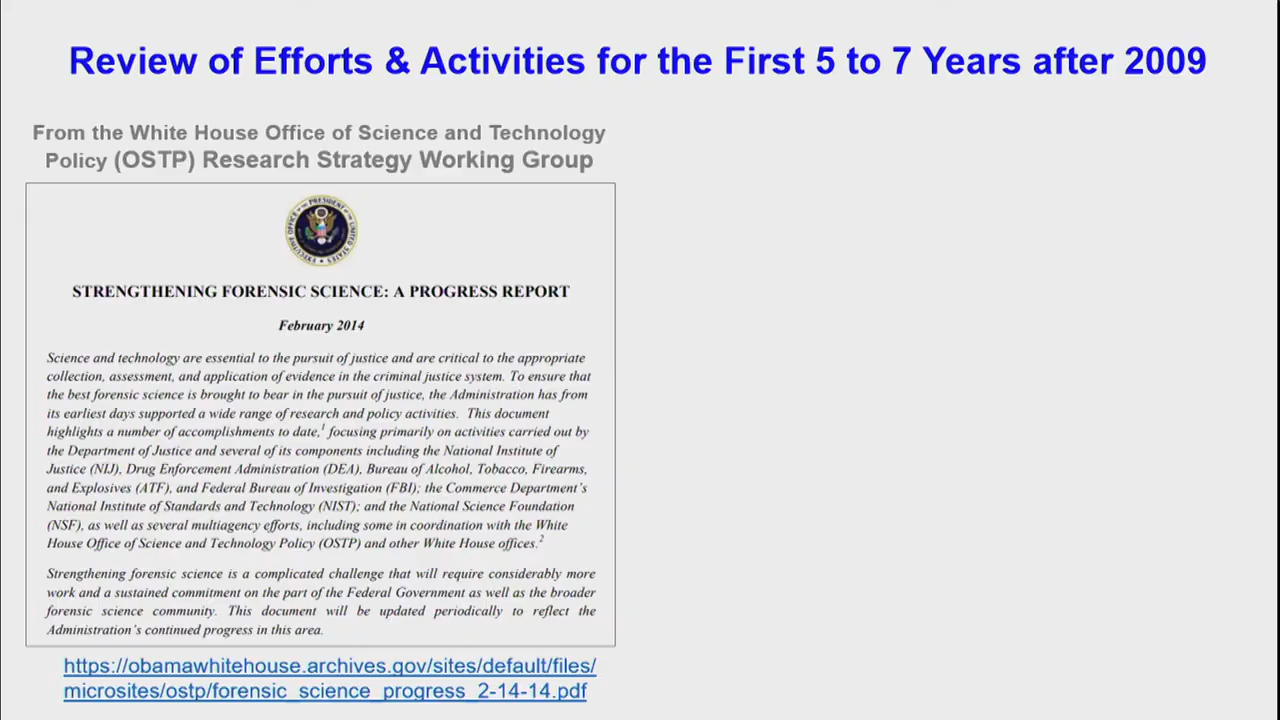 Review of Efforts & Activities for the First 5 to 7 Years after 2009
From the White House Office of Science and Technology
Policy (OSTP) Research Strategy Working Group
EXECUTIVE OFFICE OF THE PRESIDENT OF THE UNITED STATES
STRENGTHENING FORENSIC SCIENCE: A PROGRESS REPORT
February 2014
Science and technology are essential to the pursuit of justice and are critical to the appropriate
collection, assessment, and application of evidence in the criminal justice system. To ensure that
the best forensic science is brought to bear in the pursuit of justice, the Administration has from
its earliest days supported a wide range of research and policy activities. This document
highlights a number of accomplishments to date,1 focusing primarily on activities carried out by
the Department of Justice and several of its components including the National Institute of
Justice (NIJ), Drug Enforcement Administration (DEA), Bureau of Alcohol, Tobacco, Firearms,
and Explosives (ATF), and Federal Bureau of Investigation (FBI); the Commerce Department's
National Institute of Standards and Technology (NIST); and the National Science Foundation
(NSF), as well as several multiagency efforts, including some in coordination with the White
House Office of Science and Technology Policy (OSTP) and other White House offices.2
Strengthening forensic science is a complicated challenge that will require considerably more
work and a sustained commitment on the part of the Federal Government as well as the broader
forensic science community. This document will be updated periodically to reflect the
Administration's continued progress in this area.
https://obamawhitehouse.archives.gov/sites/default/files/
microsites/ostp/forensic_science_progress_2-14-14.pdf